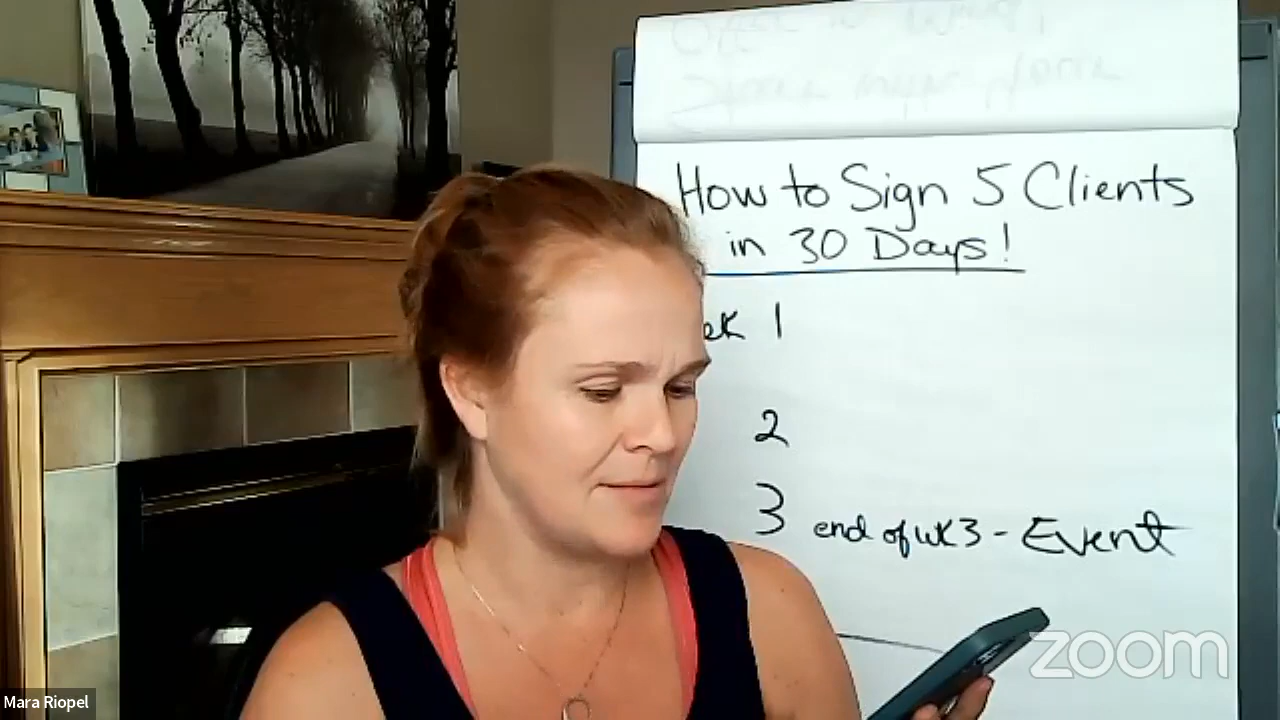 How to Sign 5 Clients
in 30 Days!
ek 1
2
3 end of wk3 - Event
zoom
Mara Riopel